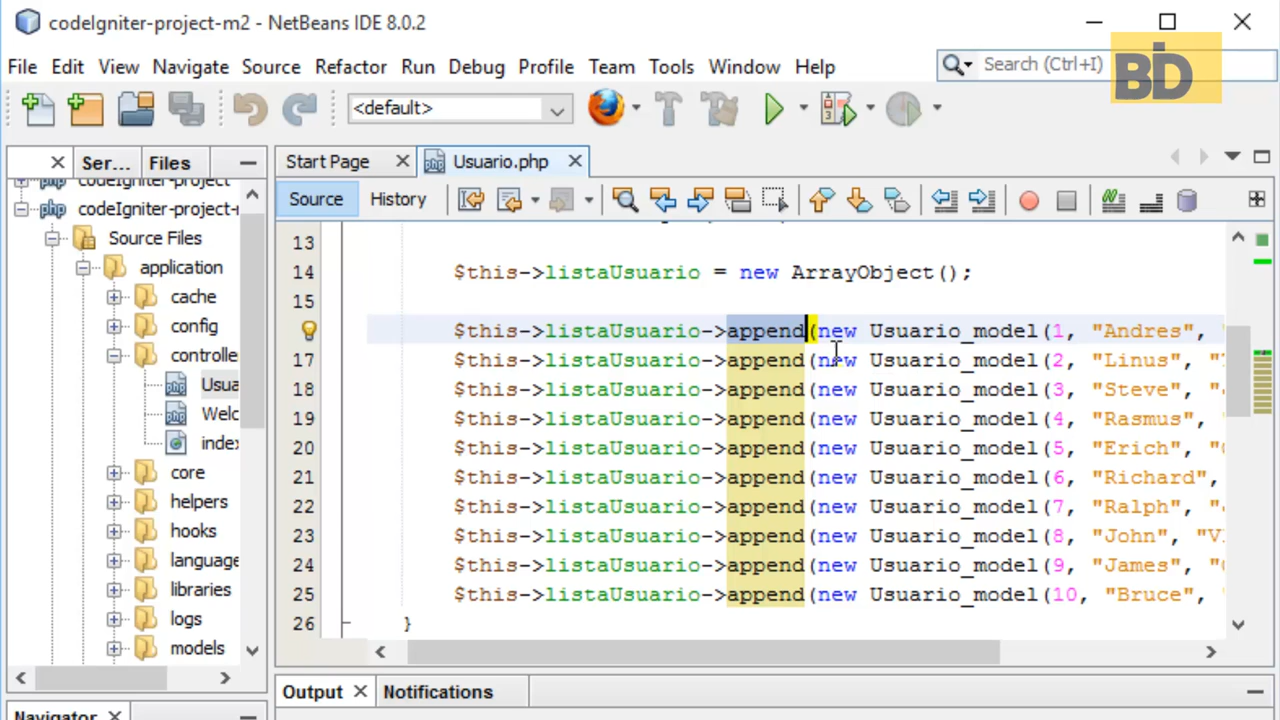 codeIgniter-project-m2 - NetBeans IDE 8.0.2
File Edit View Navigate Source Refactor Run Debug Profile Team Tools Window Help
Search (Ctrl+I)
BD
<default>
Ser... Files
Start Page
Usuario.php
codeIgniter-project
codeIgniter-project-
Source Files
application
cache
config
controlle
Usua
Welc
index
core
helpers
hooks
language
libraries
logs
models
Source History
13
14 $this->listaUsuario = new ArrayObject();
15
$this->listaUsuario->append(new Usuario_model(1, "Andres",
17 $this->listaUsuario->append(new Usuario_model(2, "Linus",
18 $this->listaUsuario->append(new Usuario_model(3, "Steve",
19 $this->listaUsuario->append(new Usuario_model(4, "Rasmus",
20 $this->listaUsuario->append(new Usuario_model(5, "Erich",
21 $this->listaUsuario->append(new Usuario_model(6, "Richard",
22 $this->listaUsuario->append(new Usuario_model(7, "Ralph",
23 $this->listaUsuario->append(new Usuario_model(8, "John",
24 $this->listaUsuario->append(new Usuario_model(9, "James",
25 $this->listaUsuario->append(new Usuario_model(10, "Bruce",
26 }
Output Notifications
Navigator